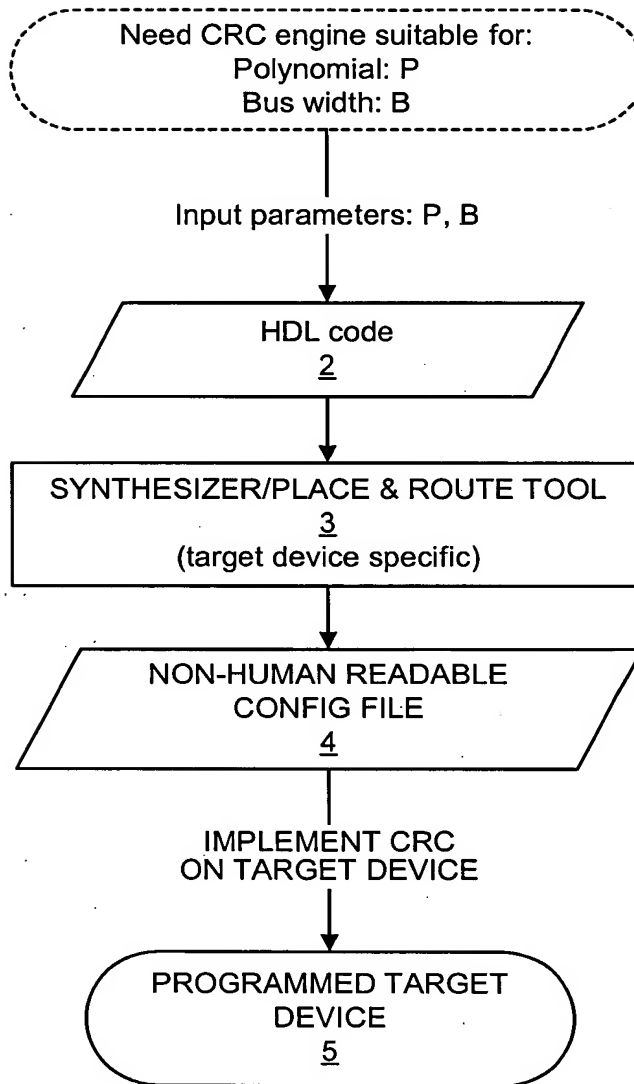 Need CRC engine suitable for:
Polynomial: P
Bus width: B
Input parameters: P, B
HDL code
2
SYNTHESIZER/PLACE & ROUTE TOOL
3
(target device specific)
NON-HUMAN READABLE
CONFIG FILE
4
IMPLEMENT CRC
ON TARGET DEVICE
PROGRAMMED TARGET
DEVICE
5